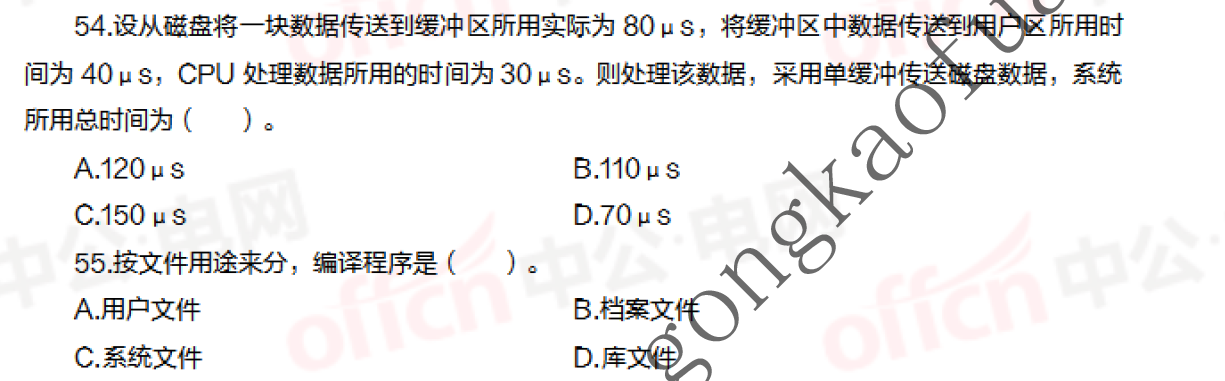 54.设从磁盘将一块数据传送到缓冲区所用实际为 80μs，将缓冲区中数据传送到用户区所用时
间为 40μs，CPU 处理数据所用的时间为 30μs。则处理该数据，采用单缓冲传送磁盘数据，系统
所用总时间为（　　）。
A.120μs
B.110μs
C.150μs
D.70μs
55.按文件用途来分，编译程序是（　　）。
A.用户文件
B.档案文件
C.系统文件
D.库文件
中公·电网
offcn
中公·电网
offcn
中公·
gongkaofud